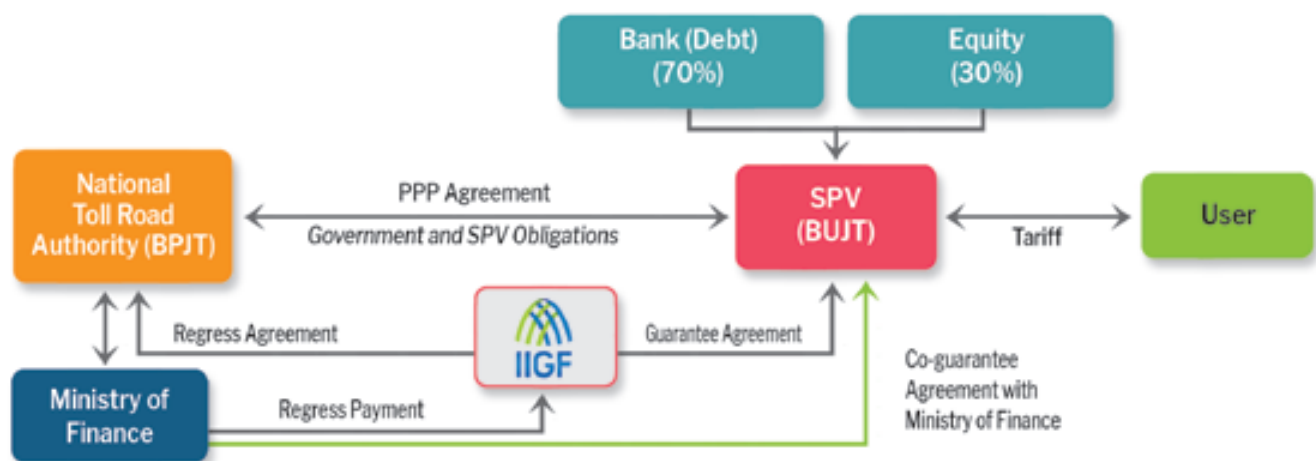 Bank (Debt)
(70%)
Equity
(30%)
National
Toll Road
Authority (BPJT)
PPP Agreement
Government and SPV Obligations
SPV
(BUJT)
Tariff
User
Regress Agreement
IIGF
Guarantee Agreement
Co-guarantee
Agreement with
Ministry of Finance
Ministry of
Finance
Regress Payment